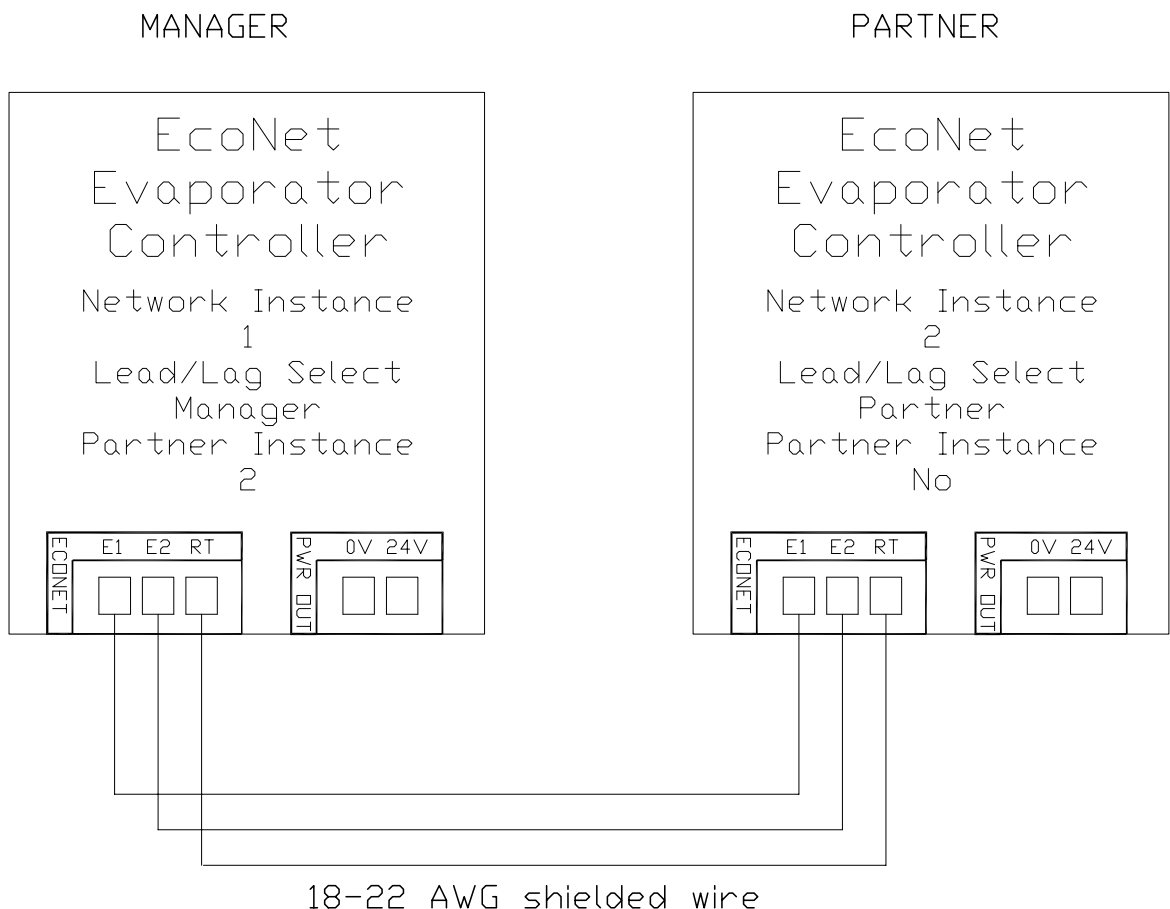 MANAGER
EcoNet
Evaporator
Controller
Network Instance
1
Lead/Lag Select
Manager
Partner Instance
2
ECONET
E1 E2 RT
PWR OUT
0V 24V
PARTNER
EcoNet
Evaporator
Controller
Network Instance
2
Lead/Lag Select
Partner
Partner Instance
No
ECONET
E1 E2 RT
PWR OUT
0V 24V
18-22 AWG shielded wire